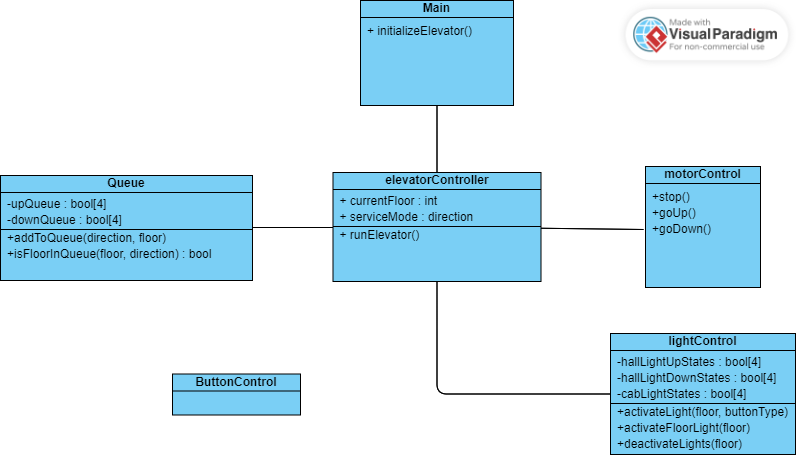 Main
+ initializeElevator()
Made with
VisualParadigm
For non-commercial use
Queue
-upQueue : bool[4]
-downQueue : bool[4]
+addToQueue(direction, floor)
+isFloorInQueue(floor, direction) : bool
elevatorController
+ currentFloor : int
+ serviceMode : direction
+ runElevator()
motorControl
+stop()
+goUp()
+goDown()
ButtonControl
lightControl
-hallLightUpStates : bool[4]
-hallLightDownStates : bool[4]
-cabLightStates : bool[4]
+activateLight(floor, buttonType)
+activateFloorLight(floor)
+deactivateLights(floor)